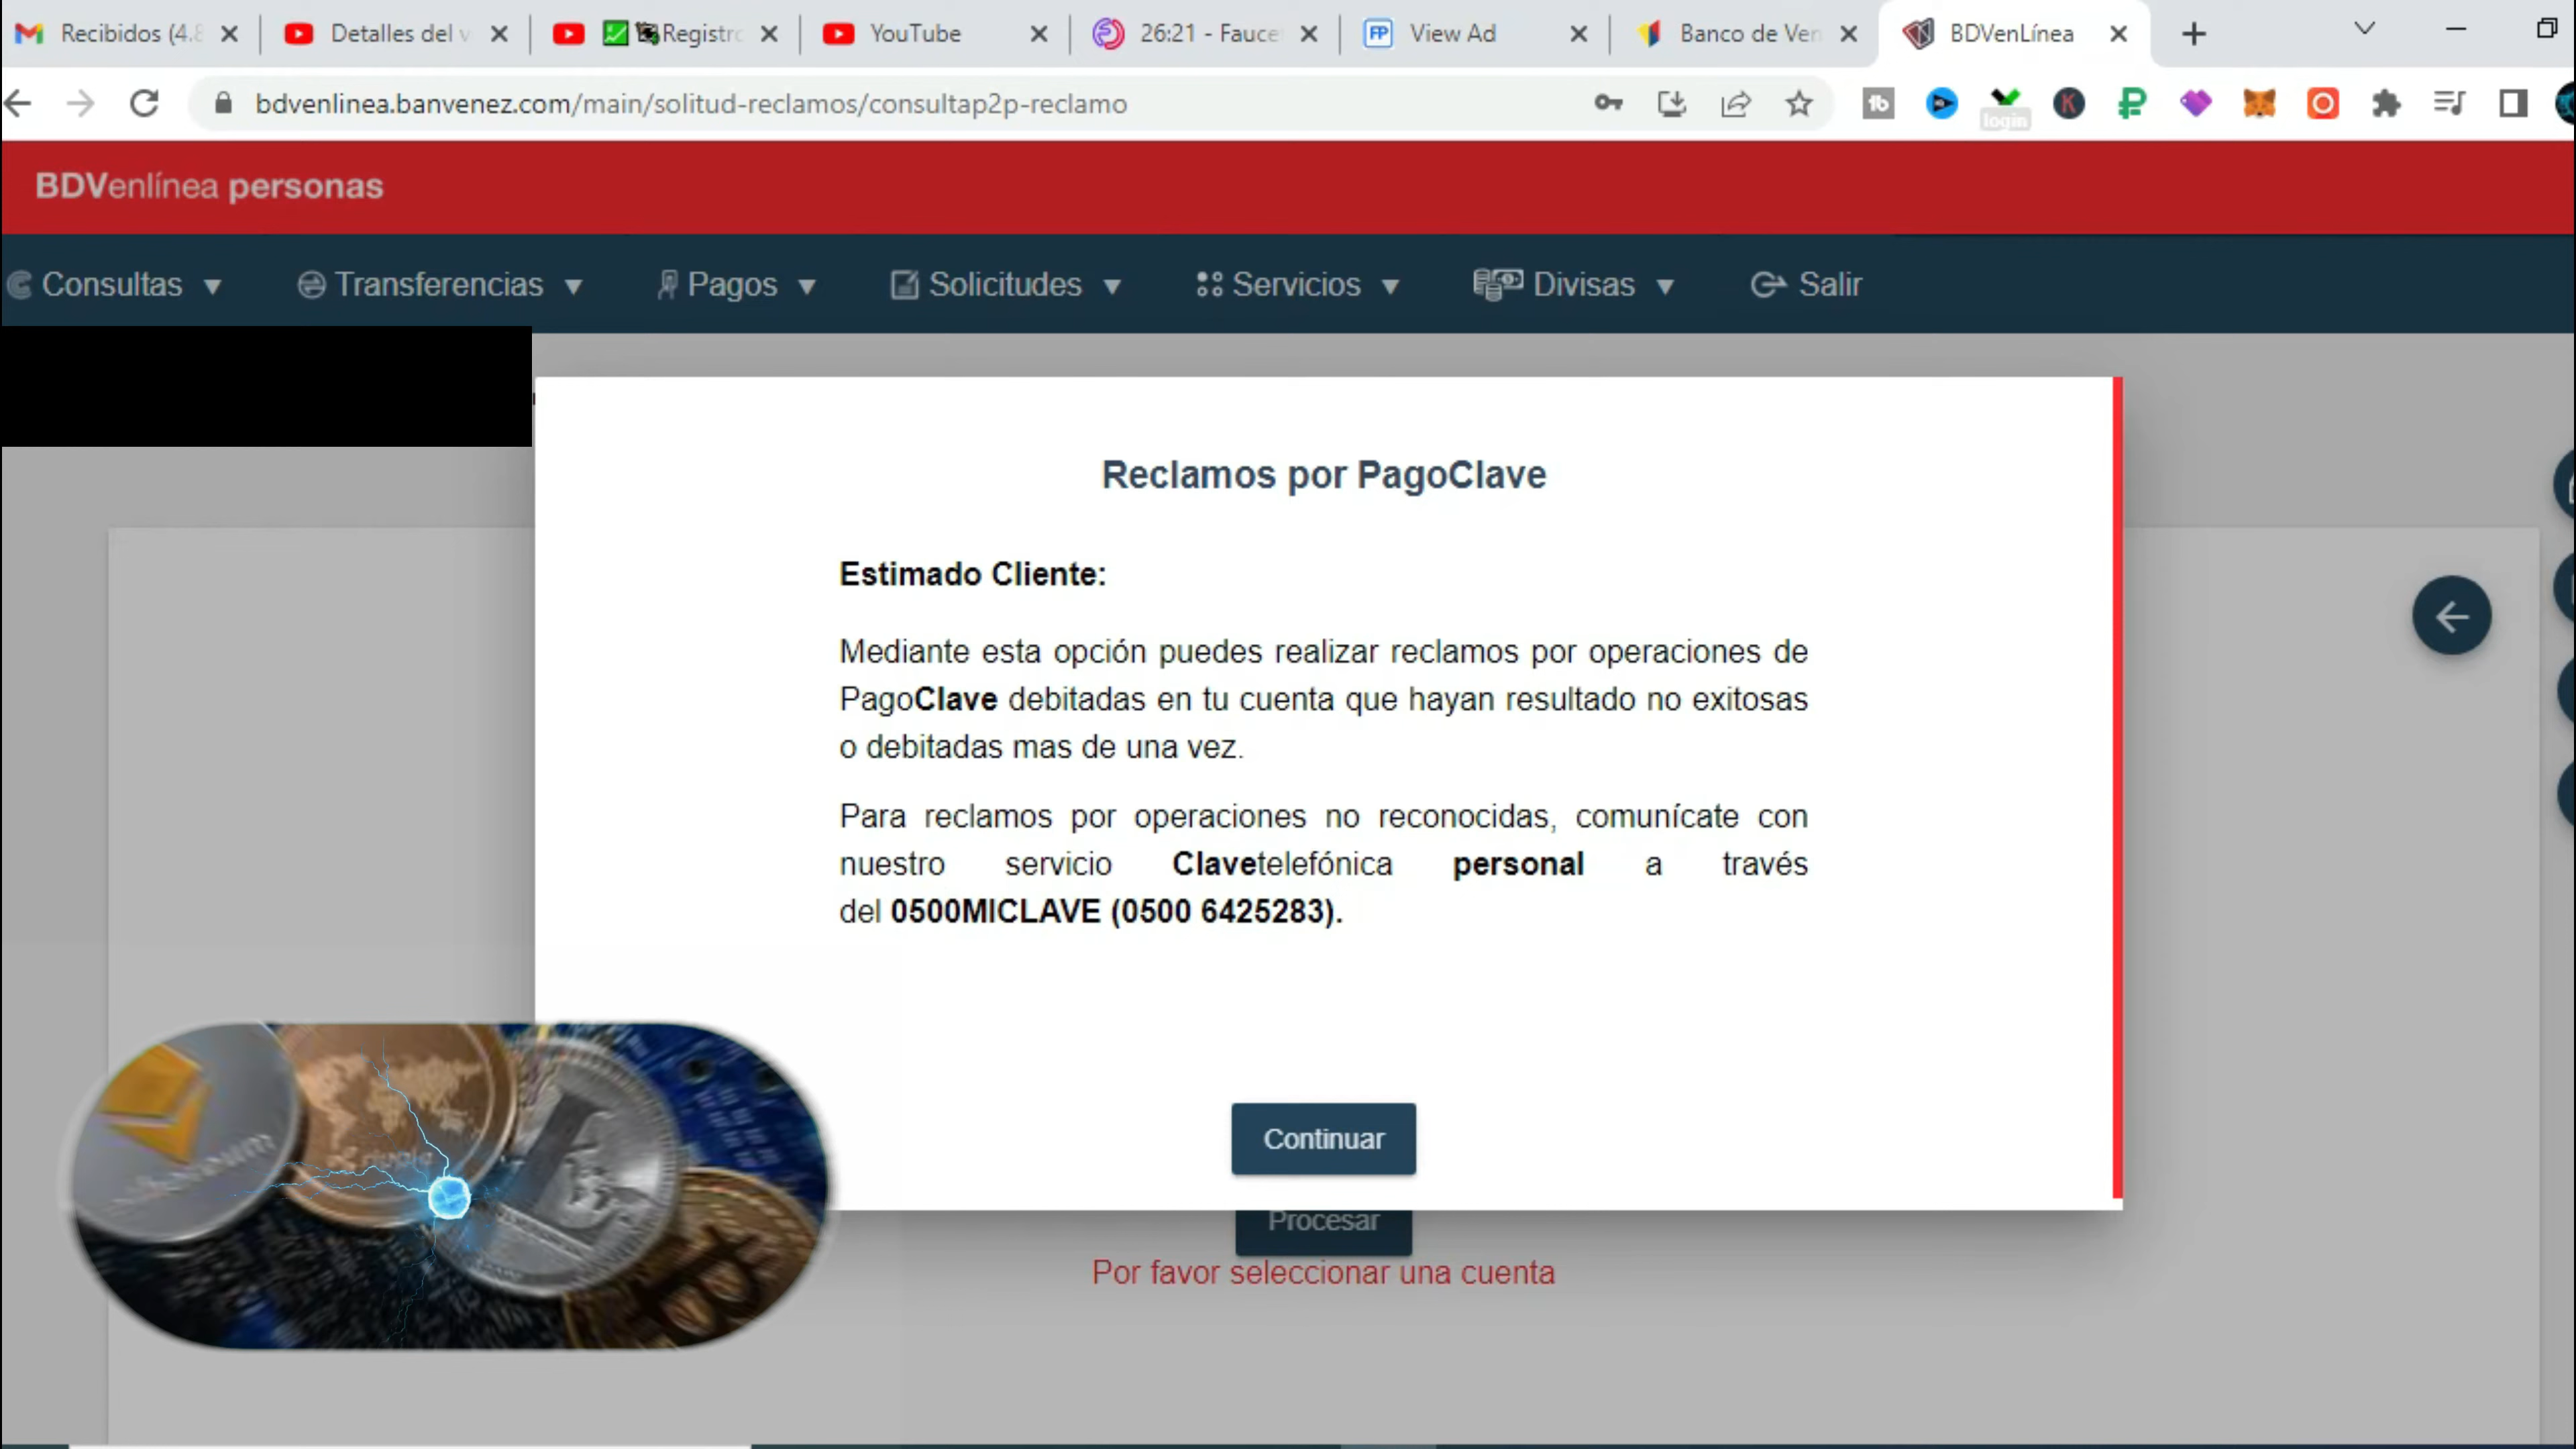 Recibidos (4.8
Detalles del v
Registro
YouTube
26:21 - Fauce
FP View Ad
Banco de Ven
BDVenLínea
bdvenlinea.banvenez.com/main/solitud-reclamos/consultap2p-reclamo
tb
login
K
BDVenlínea personas
Consultas
Transferencias
Pagos
Solicitudes
Servicios
Divisas
Salir
Reclamos por PagoClave
Estimado Cliente:
Mediante esta opción puedes realizar reclamos por operaciones de
PagoClave debitadas en tu cuenta que hayan resultado no exitosas
o debitadas mas de una vez.
Para reclamos por operaciones no reconocidas, comunícate con
nuestro servicio Clavetelefónica personal a través
del 0500MICLAVE (0500 6425283).
Continuar
Procesar
Por favor seleccionar una cuenta